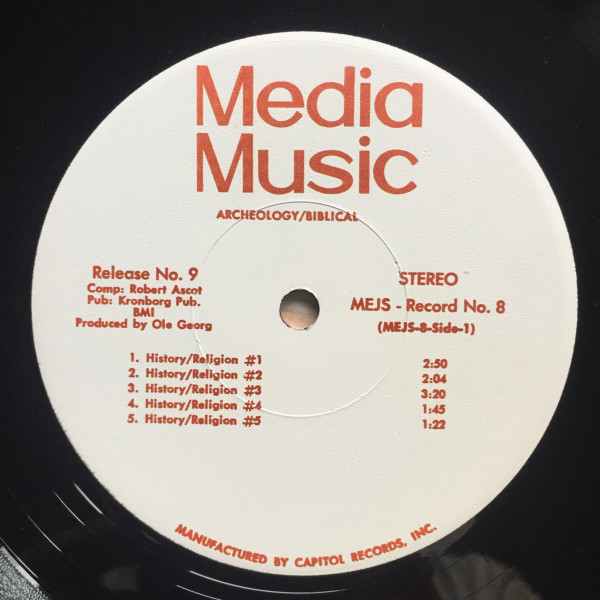 Media
Music
ARCHEOLOGY/BIBLICAL
Release No. 9
Comp: Robert Ascot
Pub: Kronborg Pub.
BMI
Produced by Ole Georg
STEREO
MEJS - Record No. 8
(MEJS-8-Side-1)
1. History/Religion #1 2:50
2. History/Religion #2 2:04
3. History/Religion #3 3:20
4. History/Religion #4 1:45
5. History/Religion #5 1:22
MANUFACTURED BY CAPITOL RECORDS, INC.